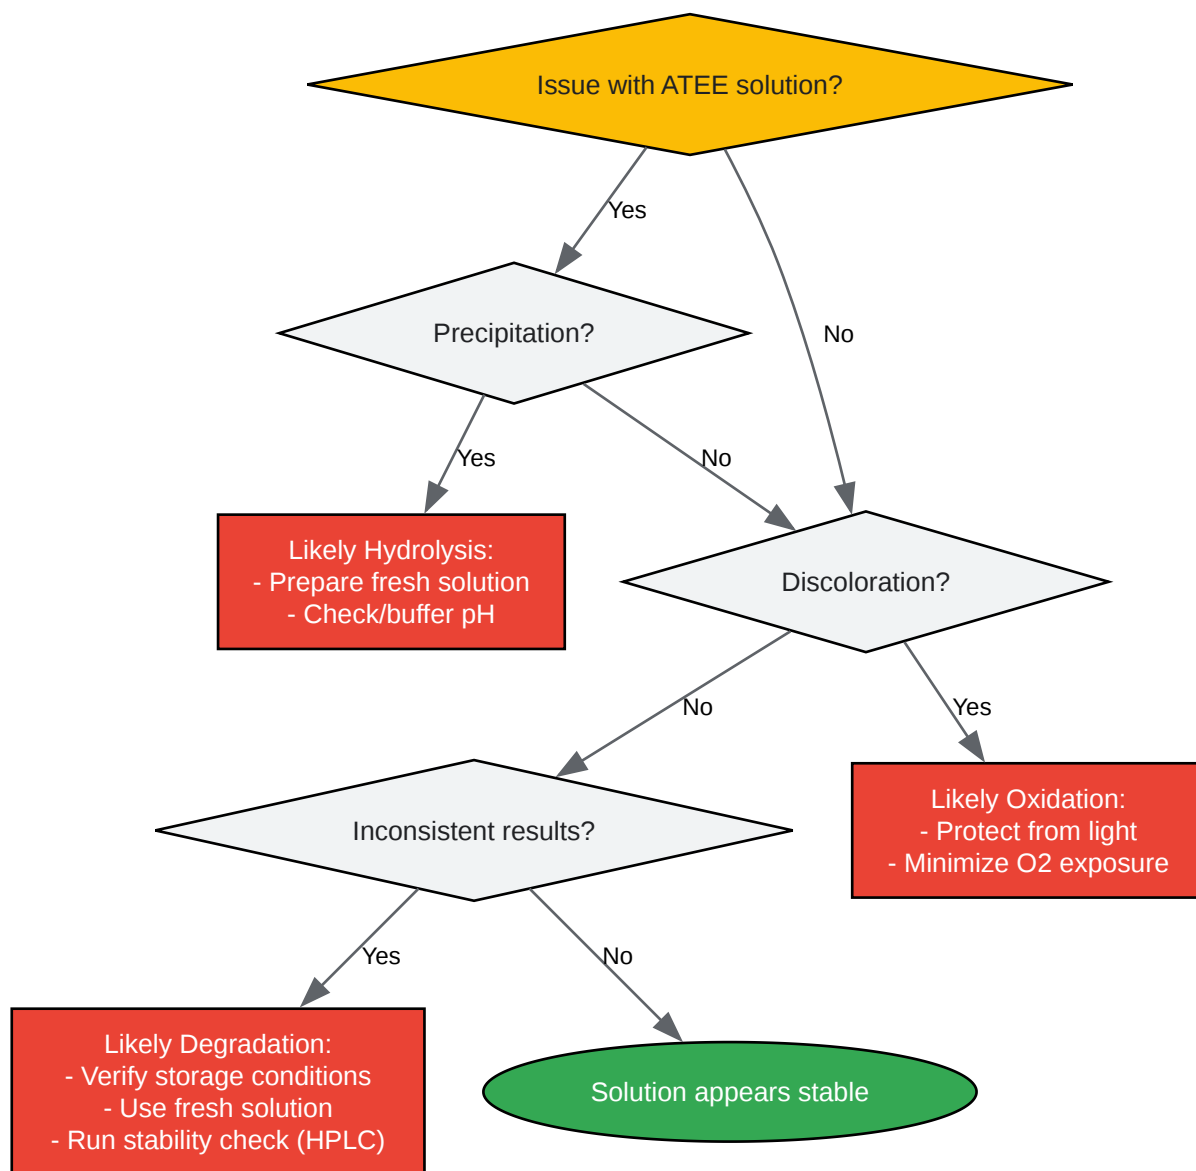 Issue with ATEE solution?
Yes
Precipitation?
No
Yes
No
Likely Hydrolysis:
- Prepare fresh solution
- Check/buffer pH
Discoloration?
No
Yes
Likely Oxidation:
- Protect from light
- Minimize O2 exposure
Inconsistent results?
Yes
No
Likely Degradation:
- Verify storage conditions
- Use fresh solution
- Run stability check (HPLC)
Solution appears stable